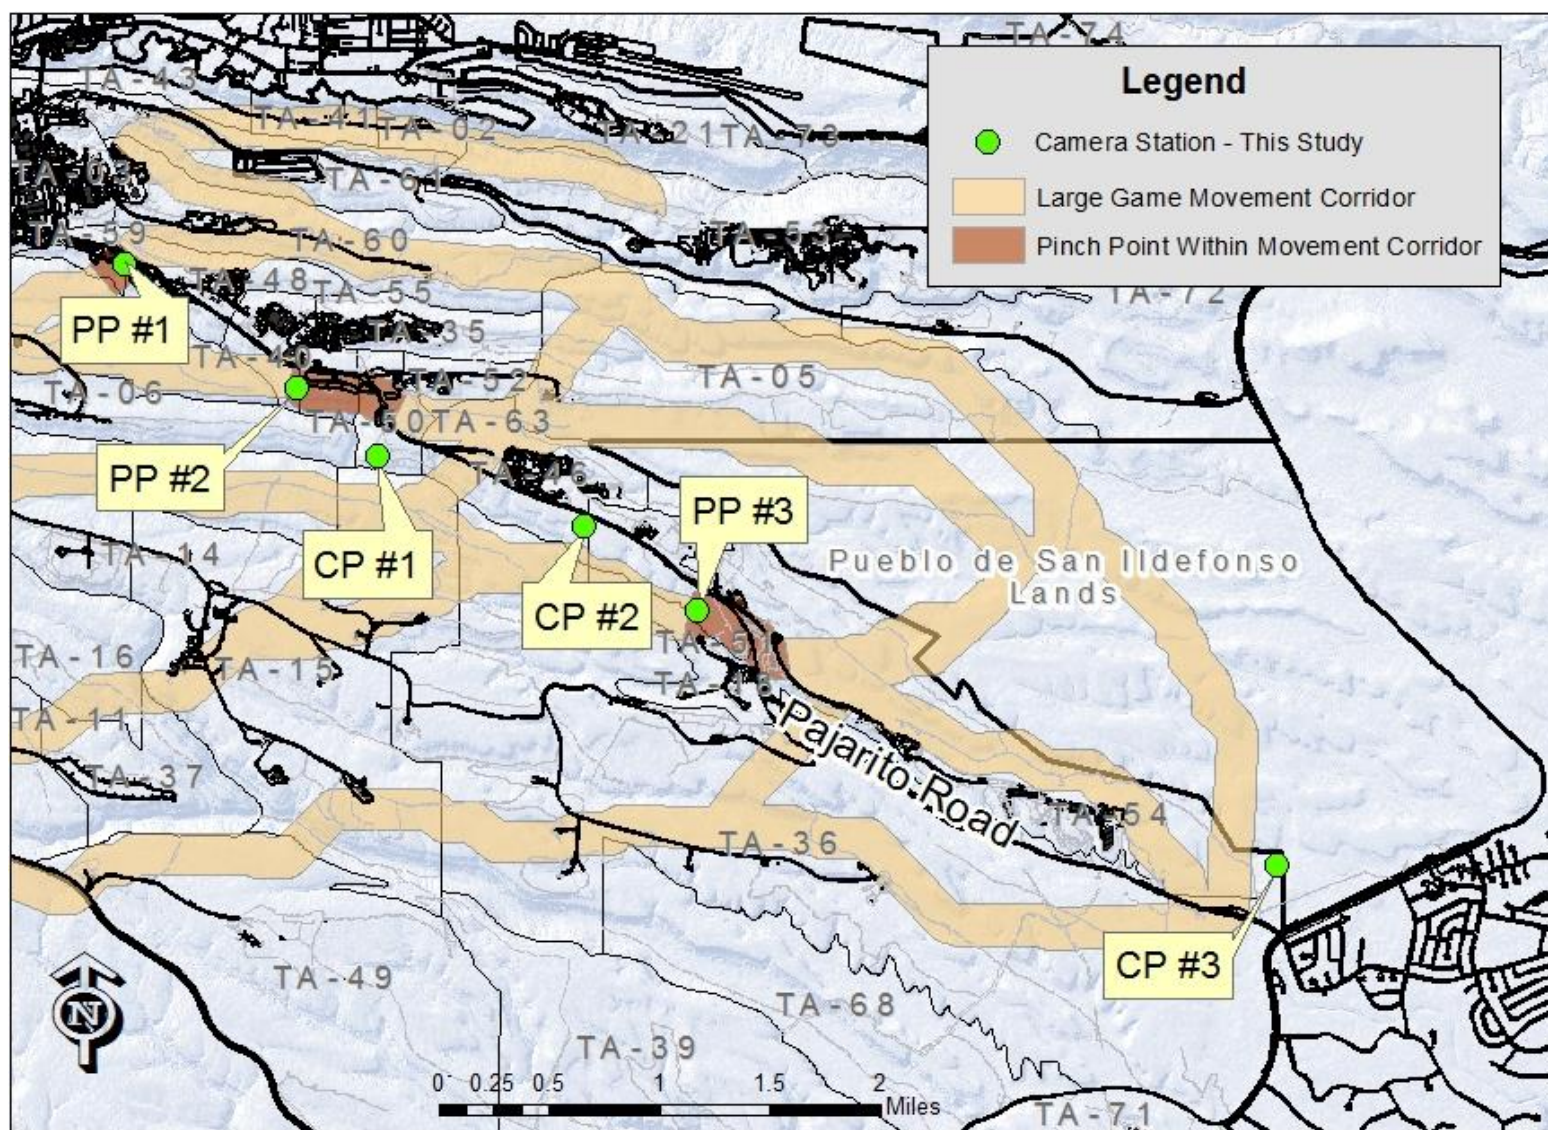 TA-74
Legend
Camera Station - This Study
Large Game Movement Corridor
Pinch Point Within Movement Corridor
TA-43
TA-41
TA-02
TA-21
TA-73
TA-03
TA-61
TA-59
TA-60
TA-53
TA-48
TA-55
TA-72
PP #1
TA-35
TA-40
TA-06
TA-52
TA-05
TA-50
TA-63
PP #2
TA-46
PP #3
CP #1
TA-14
Pueblo de San Ildefonso
Lands
CP #2
TA-16
TA-15
TA-51
TA-18
TA-11
Pajarito Road
TA-37
TA-54
TA-36
CP #3
TA-49
TA-68
N
TA-39
0 0.25 0.5 1 1.5 2
Miles
TA-71